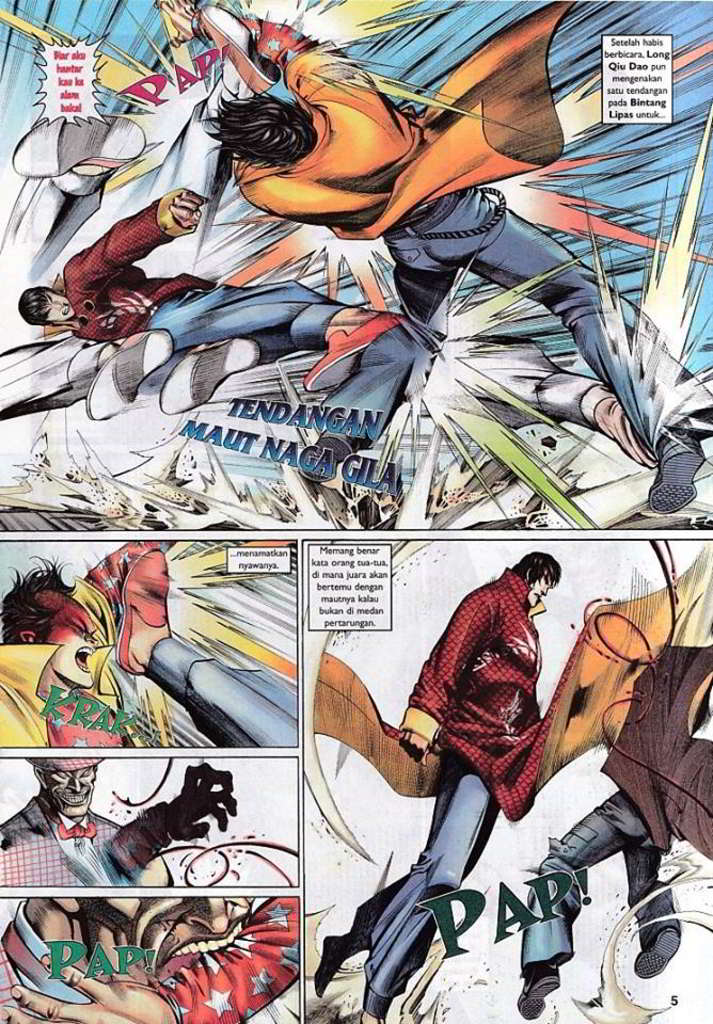 Biar aku
hantar
kau ke
alam
baka!
PAP!
Setelah habis
berbicara, Long
Qiu Dao pun
mengenakan
satu tendangan
pada Bintang
Lipas untuk...
TENDANGAN
MAUT NAGA GILA
...menamatkan
nyawanya.
KRAK...
PAP!
Memang benar
kata orang tua-tua,
di mana juara akan
bertemu dengan
mautnya kalau
bukan di medan
pertarungan.
PAP!
5